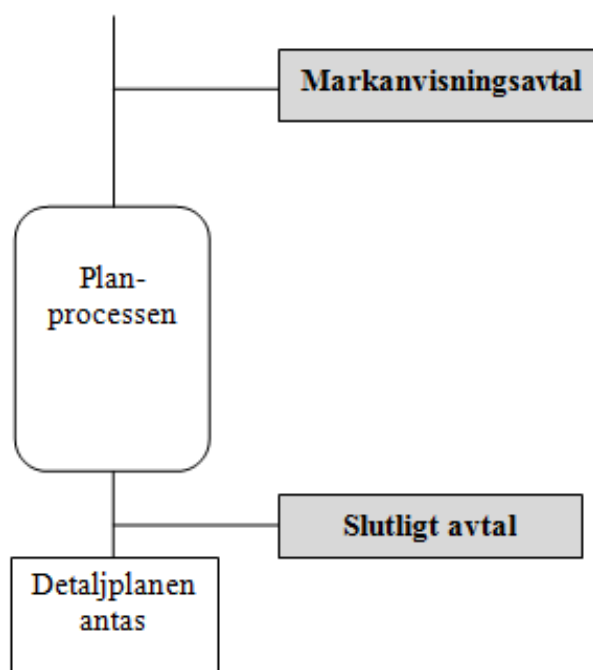 Markanvisningsavtal
Plan-
processen
Slutligt avtal
Detaljplanen
antas